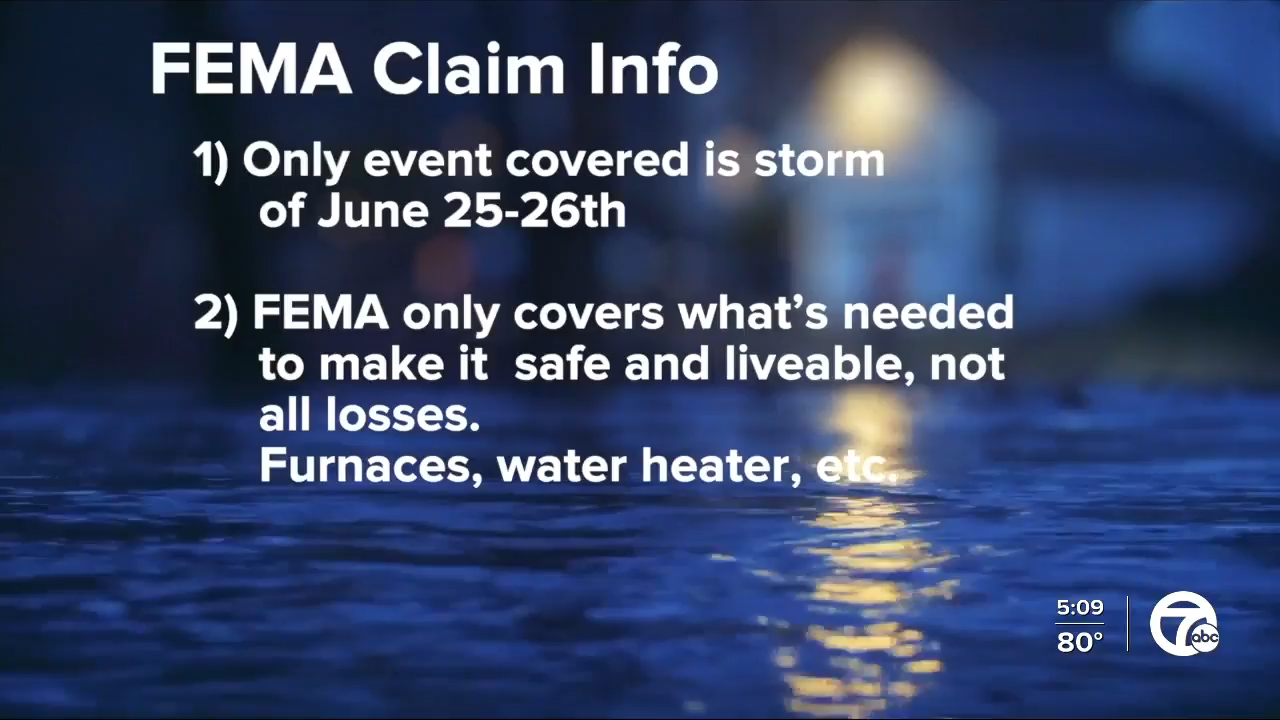 FEMA Claim Info
1) Only event covered is storm
of June 25-26th
2) FEMA only covers what's needed
to make it  safe and liveable, not
all losses.
Furnaces, water heater, etc.
5:09
80°
7 abc